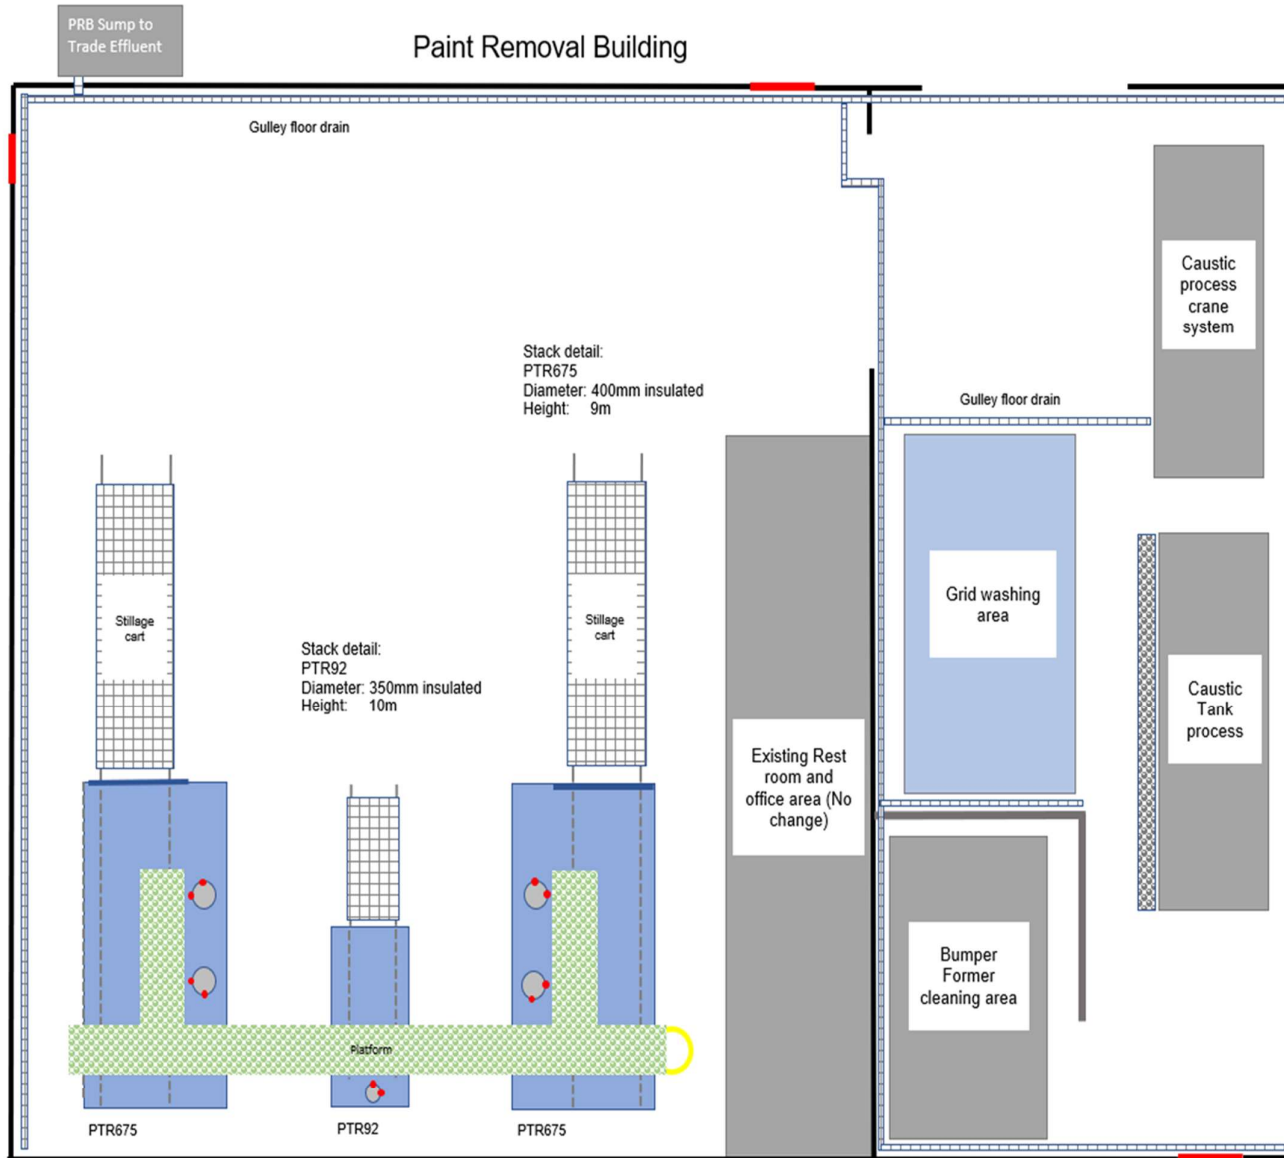 PRB Sump to
Trade Effluent
Paint Removal Building
Gulley floor drain
Caustic
process
crane
system
Stack detail:
PTR675
Diameter: 400mm insulated
Height: 9m
Gulley floor drain
Stillage
cart
Stillage
cart
Grid washing
area
Stack detail:
PTR92
Diameter: 350mm insulated
Height: 10m
Caustic
Tank
process
Existing Rest
room and
office area (No
change)
Bumper
Former
cleaning area
Platform
PTR675
PTR92
PTR675